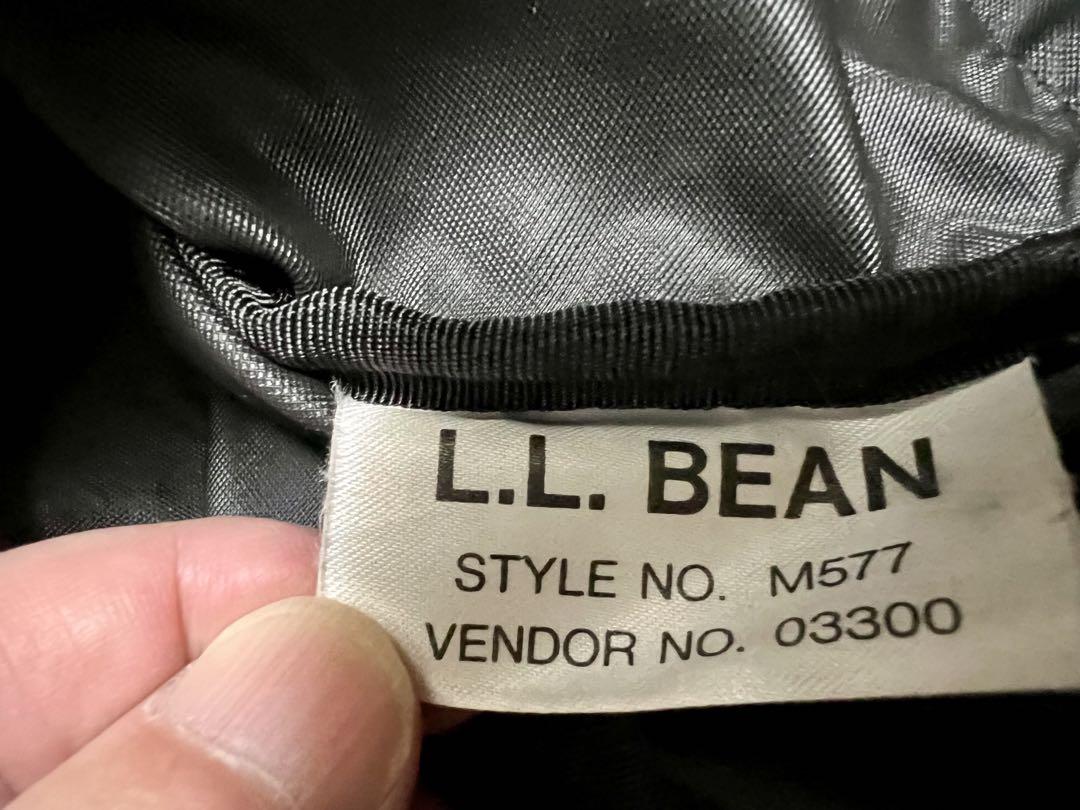 L.L. BEAN
STYLE NO. M577
VENDOR NO. 03300